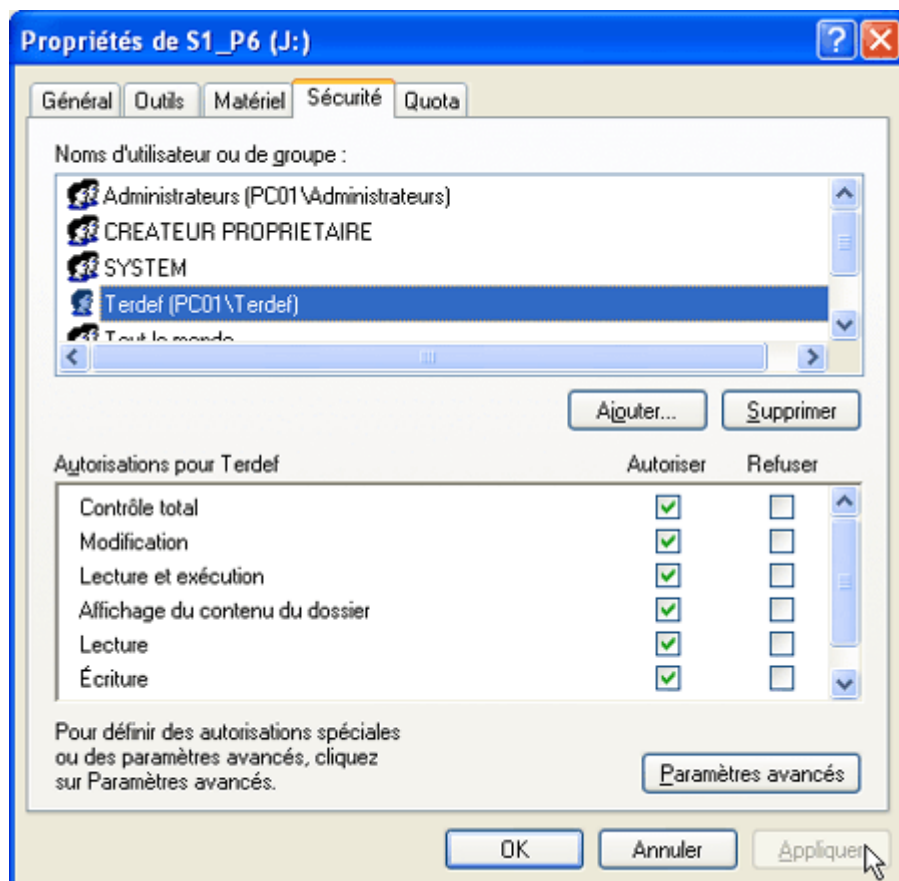 Propriétés de S1_P6 (J:)
Général Outils Matériel Sécurité Quota
Noms d'utilisateur ou de groupe :
Administrateurs (PC01\Administrateurs)
CREATEUR PROPRIETAIRE
SYSTEM
Terdef (PC01\Terdef)
Tout le monde
Ajouter... Supprimer
Autorisations pour Terdef Autoriser Refuser
Contrôle total
Modification
Lecture et exécution
Affichage du contenu du dossier
Lecture
Écriture
Pour définir des autorisations spéciales
ou des paramètres avancés, cliquez
sur Paramètres avancés.
Paramètres avancés
OK Annuler Appliquer